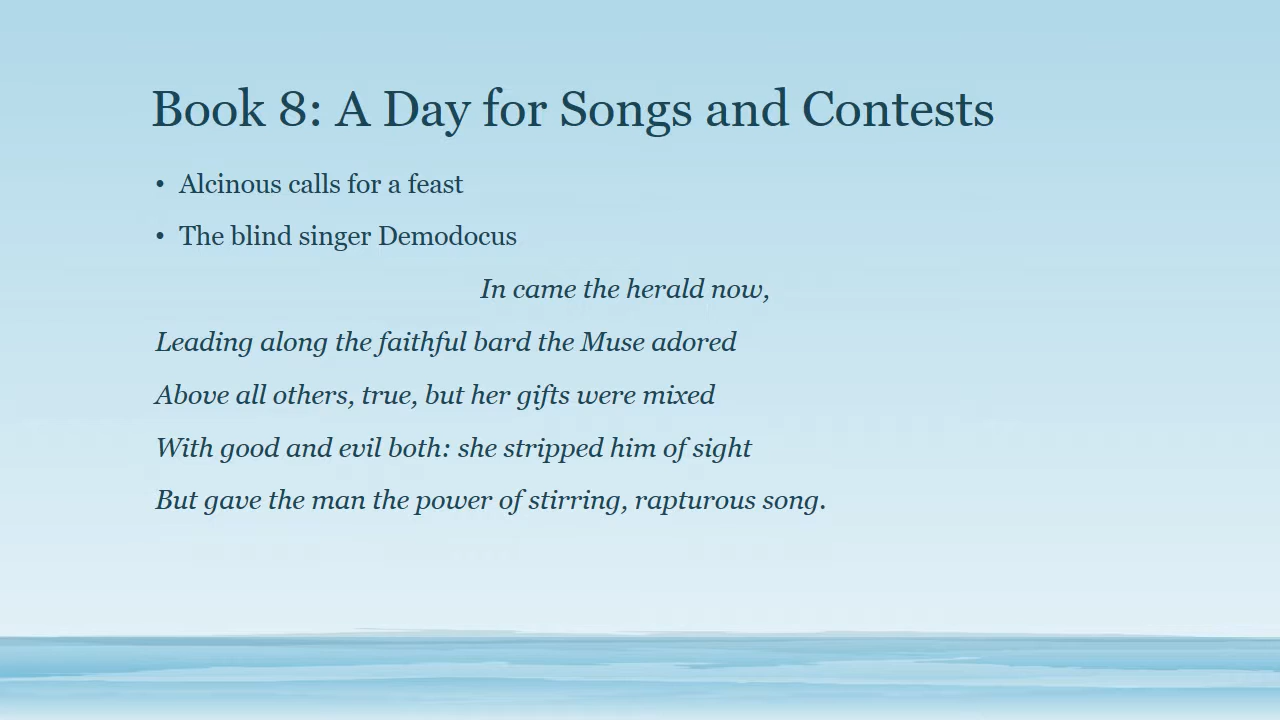 Book 8: A Day for Songs and Contests
• Alcinous calls for a feast
• The blind singer Demodocus
In came the herald now,
Leading along the faithful bard the Muse adored
Above all others, true, but her gifts were mixed
With good and evil both: she stripped him of sight
But gave the man the power of stirring, rapturous song.